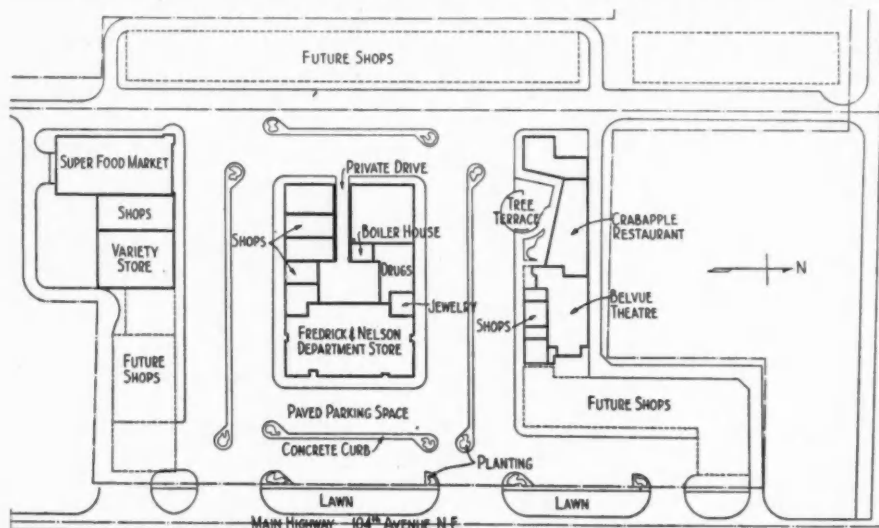 FUTURE SHOPS
SUPER FOOD MARKET
SHOPS
VARIETY
STORE
FUTURE
SHOPS
PRIVATE DRIVE
BOILER HOUSE
SHOPS
DRUGS
JEWELRY
FREDRICK & NELSON
DEPARTMENT STORE
TREE
TERRACE
CRABAPPLE
RESTAURANT
BELVUE
THEATRE
SHOPS
N
FUTURE SHOPS
PAVED PARKING SPACE
CONCRETE CURB
PLANTING
LAWN
LAWN
MAIN HIGHWAY - 104TH AVENUE N.E.